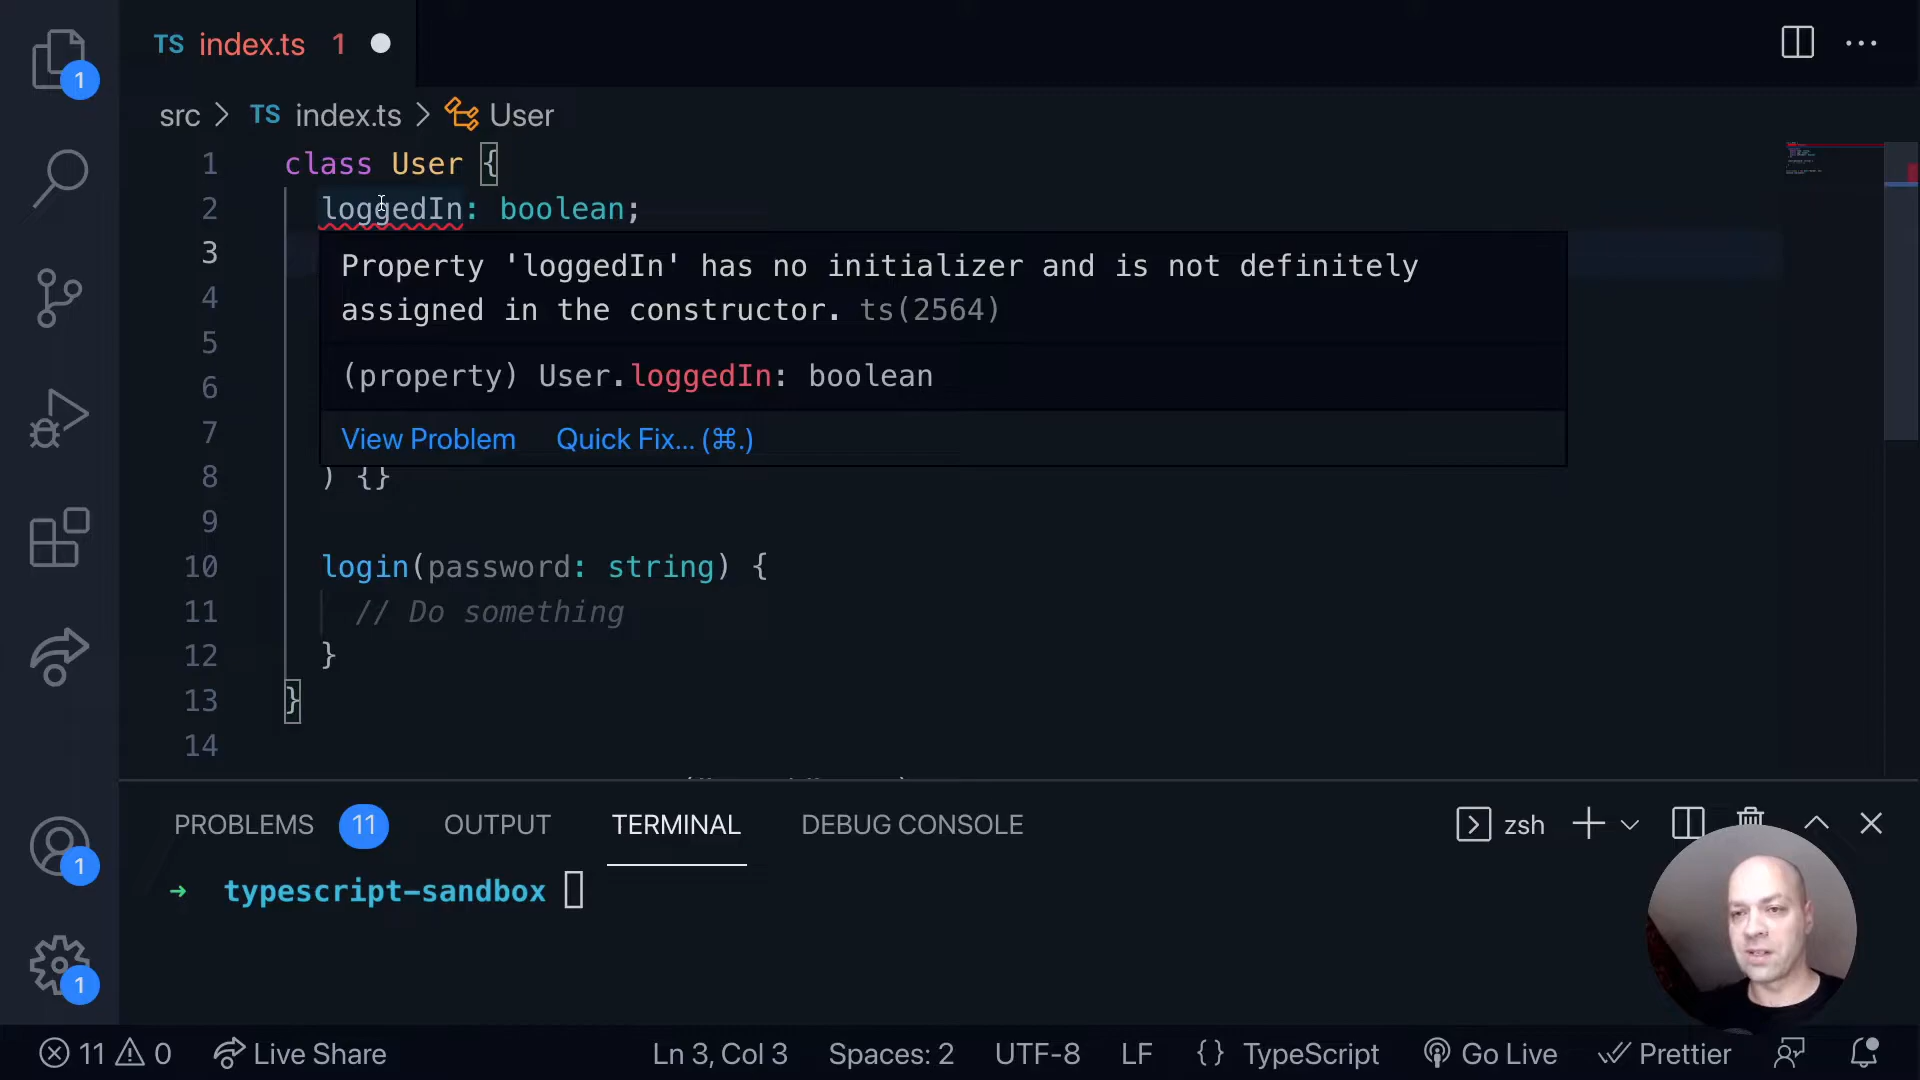 TS index.ts 1
1
src > TS index.ts > User
1 class User {
2 loggedIn: boolean;
3
Property 'loggedIn' has no initializer and is not definitely
assigned in the constructor. ts(2564)
4
5
(property) User.loggedIn: boolean
6
7
View Problem Quick Fix... (⌘.)
8 ) {}
9
10 login(password: string) {
11 // Do something
12 }
13 }
14
PROBLEMS 11 OUTPUT TERMINAL DEBUG CONSOLE zsh
1
→ typescript-sandbox
1
11 0 Live Share Ln 3, Col 3 Spaces: 2 UTF-8 LF {} TypeScript Go Live Prettier